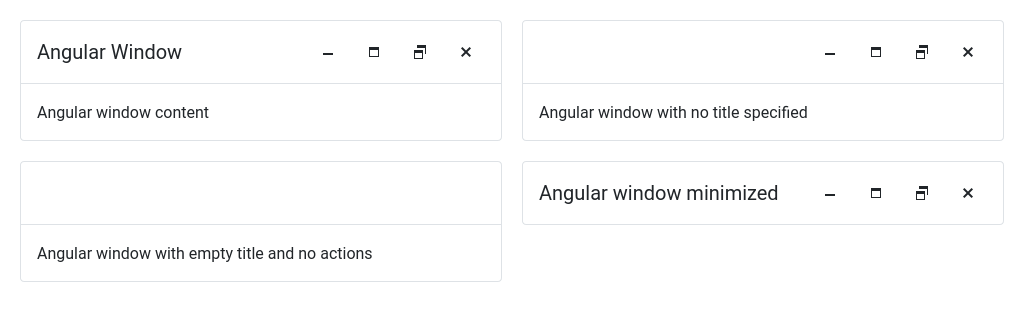 Angular Window
Angular window content
Angular window with no title specified
Angular window with empty title and no actions
Angular window minimized